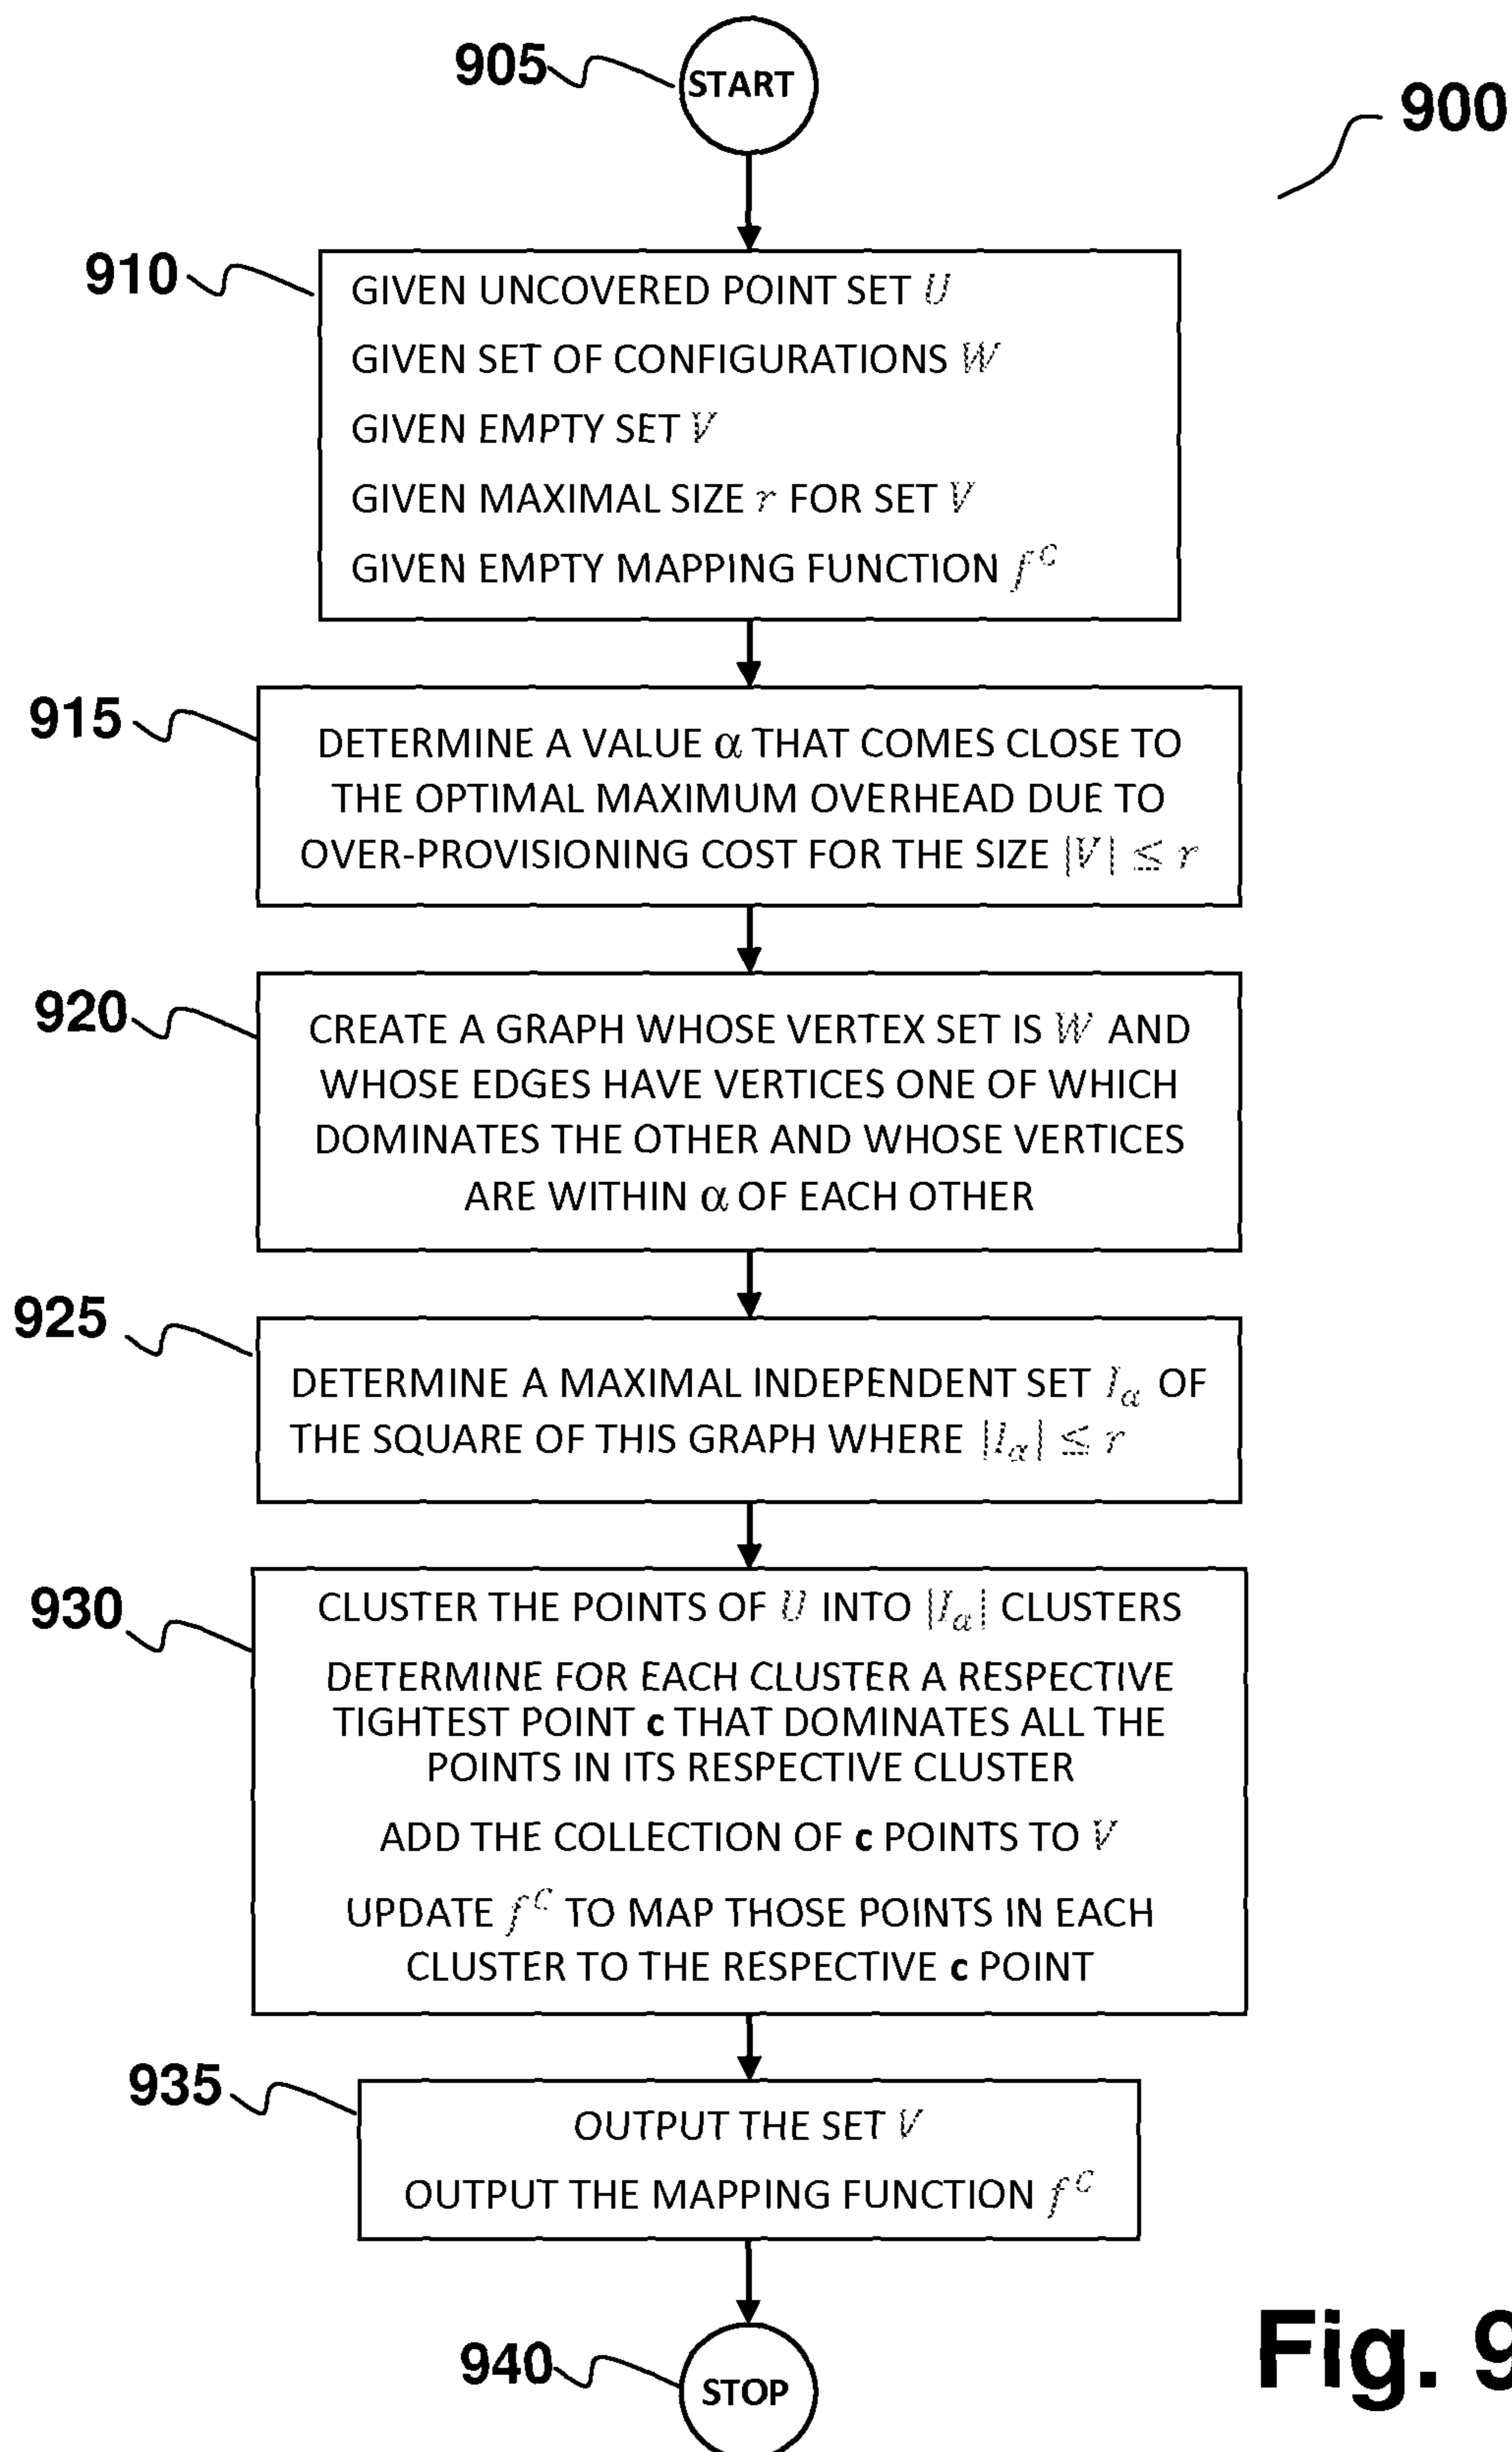 905
START
900
910
GIVEN UNCOVERED POINT SET U
GIVEN SET OF CONFIGURATIONS W
GIVEN EMPTY SET V
GIVEN MAXIMAL SIZE r FOR SET V
GIVEN EMPTY MAPPING FUNCTION f^C
915
DETERMINE A VALUE α THAT COMES CLOSE TO
THE OPTIMAL MAXIMUM OVERHEAD DUE TO
OVER-PROVISIONING COST FOR THE SIZE |V| ≤ r
920
CREATE A GRAPH WHOSE VERTEX SET IS W AND
WHOSE EDGES HAVE VERTICES ONE OF WHICH
DOMINATES THE OTHER AND WHOSE VERTICES
ARE WITHIN α OF EACH OTHER
925
DETERMINE A MAXIMAL INDEPENDENT SET I_α OF
THE SQUARE OF THIS GRAPH WHERE |I_α| ≤ r
930
CLUSTER THE POINTS OF U INTO |I_α| CLUSTERS
DETERMINE FOR EACH CLUSTER A RESPECTIVE
TIGHTEST POINT c THAT DOMINATES ALL THE
POINTS IN ITS RESPECTIVE CLUSTER
ADD THE COLLECTION OF c POINTS TO V
UPDATE f^C TO MAP THOSE POINTS IN EACH
CLUSTER TO THE RESPECTIVE c POINT
935
OUTPUT THE SET V
OUTPUT THE MAPPING FUNCTION f^C
940
STOP
Fig. 9